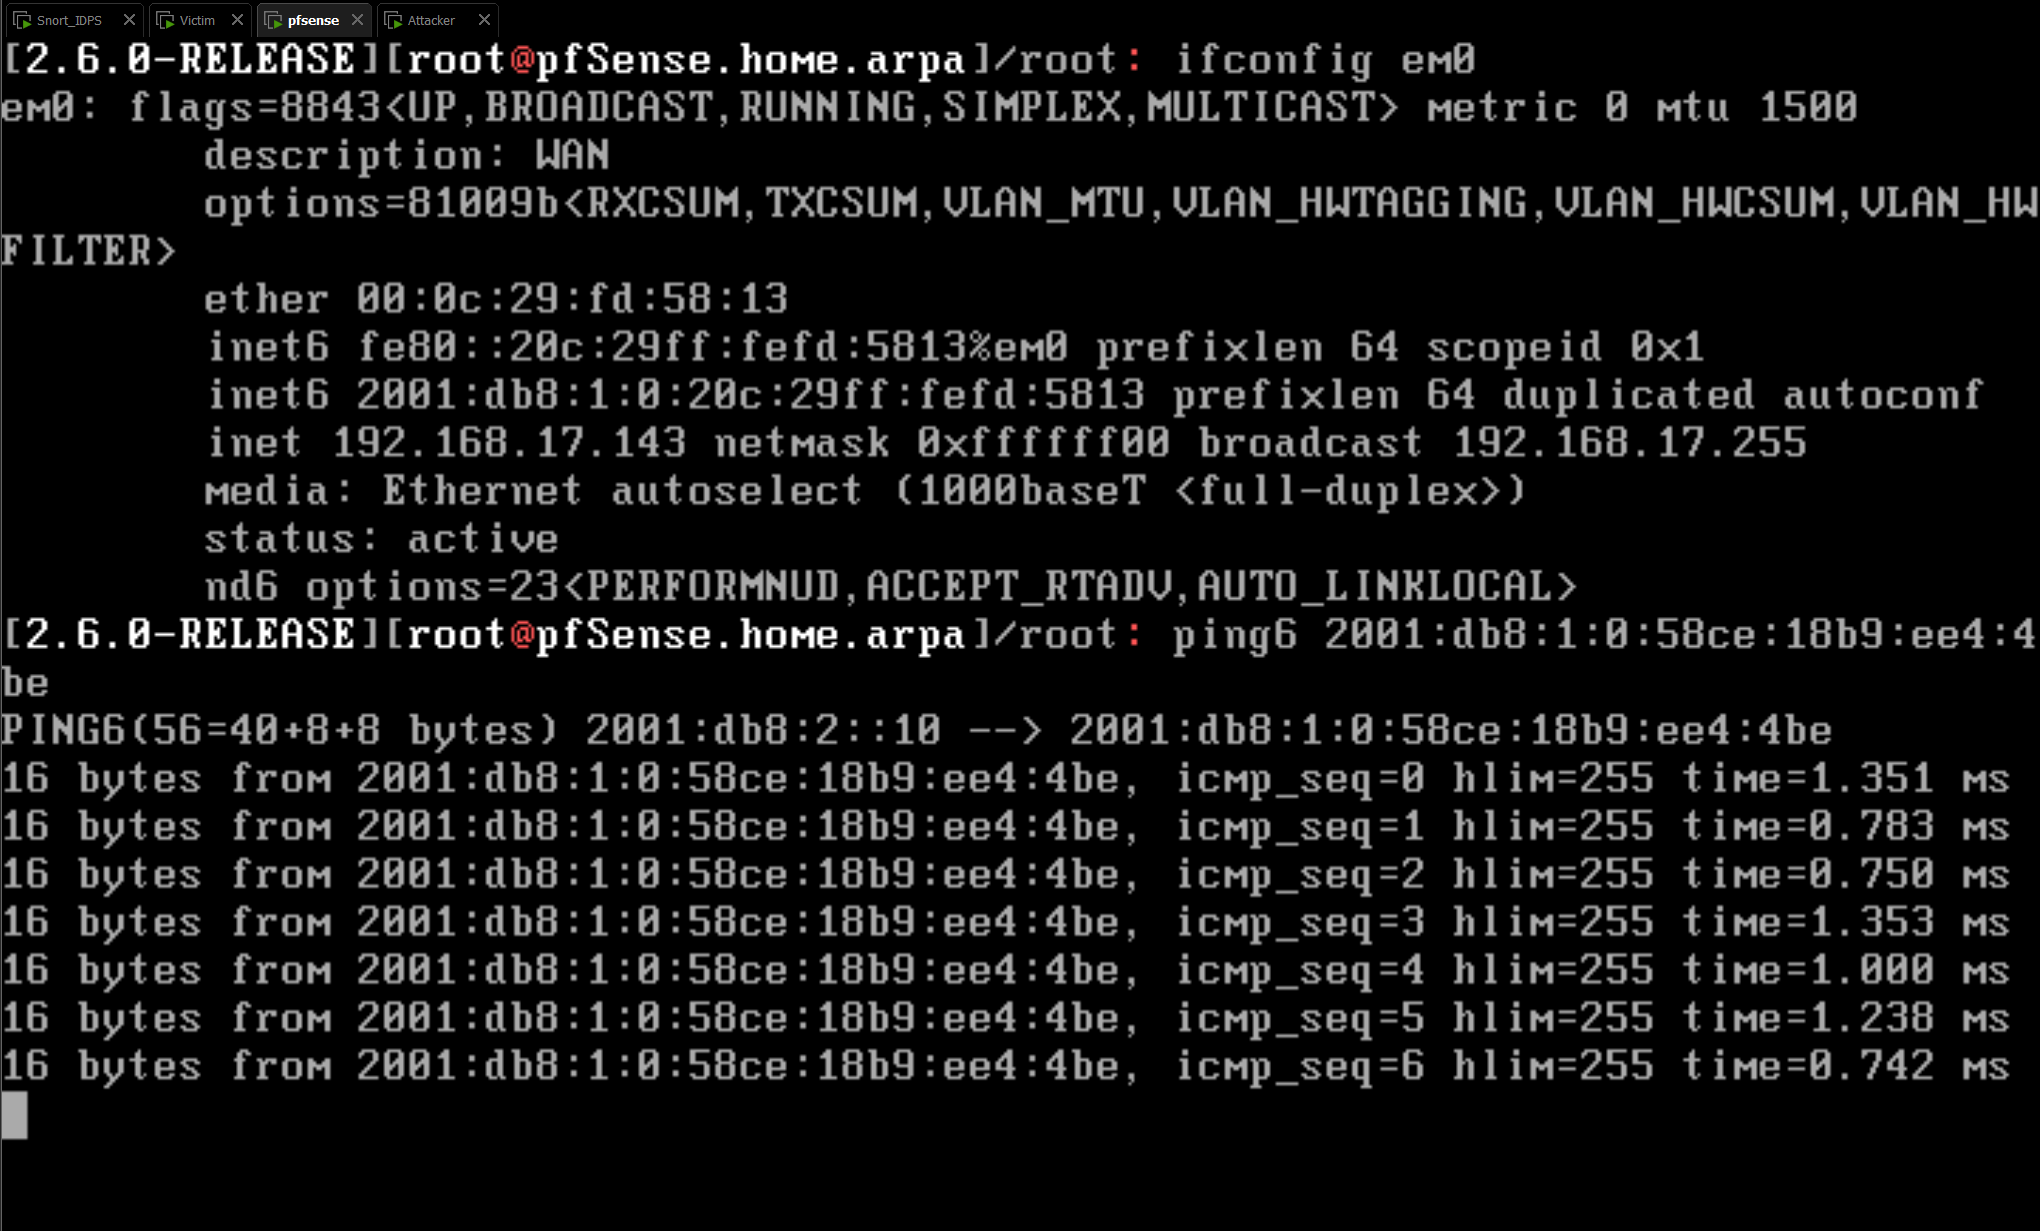 Snort_IDPS Victim pfsense Attacker
[2.6.0-RELEASE][root@pfSense.home.arpa]/root: ifconfig em0
em0: flags=8843<UP,BROADCAST,RUNNING,SIMPLEX,MULTICAST> metric 0 mtu 1500
description: WAN
options=81009b<RXCSUM,TXCSUM,VLAN_MTU,VLAN_HWTAGGING,VLAN_HWCSUM,VLAN_HW
FILTER>
ether 00:0c:29:fd:58:13
inet6 fe80::20c:29ff:fefd:5813%em0 prefixlen 64 scopeid 0x1
inet6 2001:db8:1:0:20c:29ff:fefd:5813 prefixlen 64 duplicated autoconf
inet 192.168.17.143 netmask 0xffffff00 broadcast 192.168.17.255
media: Ethernet autoselect (1000baseT <full-duplex>)
status: active
nd6 options=23<PERFORMNUD,ACCEPT_RTADV,AUTO_LINKLOCAL>
[2.6.0-RELEASE][root@pfSense.home.arpa]/root: ping6 2001:db8:1:0:58ce:18b9:ee4:4
be
PING6(56=40+8+8 bytes) 2001:db8:2::10 --> 2001:db8:1:0:58ce:18b9:ee4:4be
16 bytes from 2001:db8:1:0:58ce:18b9:ee4:4be, icmp_seq=0 hlim=255 time=1.351 ms
16 bytes from 2001:db8:1:0:58ce:18b9:ee4:4be, icmp_seq=1 hlim=255 time=0.783 ms
16 bytes from 2001:db8:1:0:58ce:18b9:ee4:4be, icmp_seq=2 hlim=255 time=0.750 ms
16 bytes from 2001:db8:1:0:58ce:18b9:ee4:4be, icmp_seq=3 hlim=255 time=1.353 ms
16 bytes from 2001:db8:1:0:58ce:18b9:ee4:4be, icmp_seq=4 hlim=255 time=1.000 ms
16 bytes from 2001:db8:1:0:58ce:18b9:ee4:4be, icmp_seq=5 hlim=255 time=1.238 ms
16 bytes from 2001:db8:1:0:58ce:18b9:ee4:4be, icmp_seq=6 hlim=255 time=0.742 ms